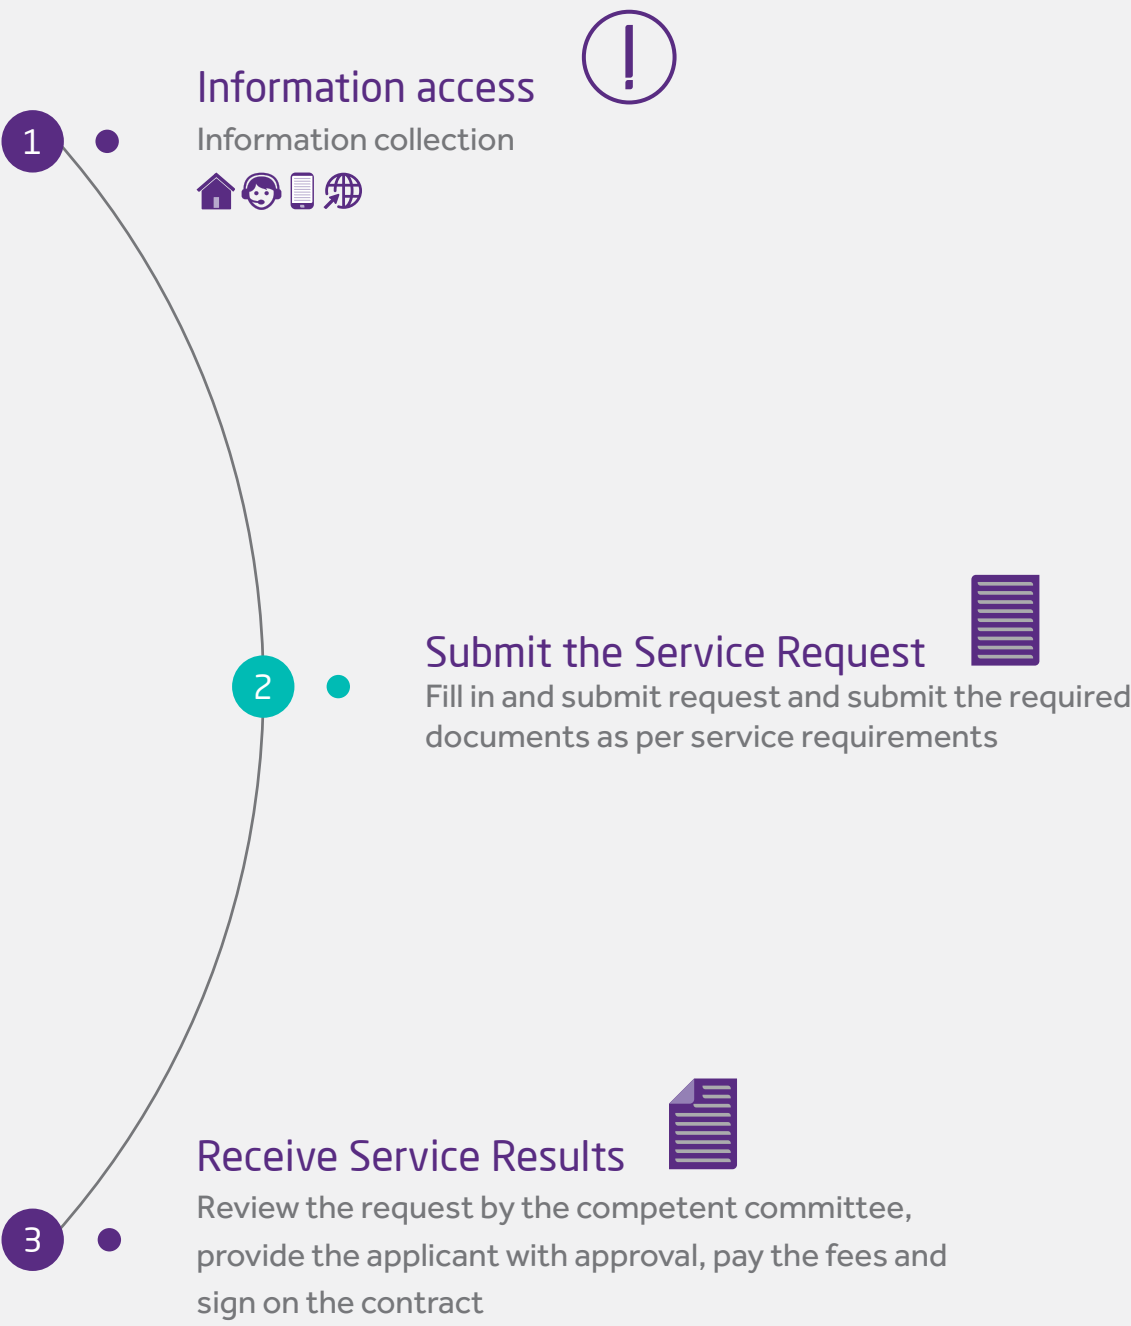 Information access
1
Information collection
Submit the Service Request
2
Fill in and submit request and submit the required
documents as per service requirements
Receive Service Results
Review the request by the competent committee,
3
provide the applicant with approval, pay the fees and
sign on the contract